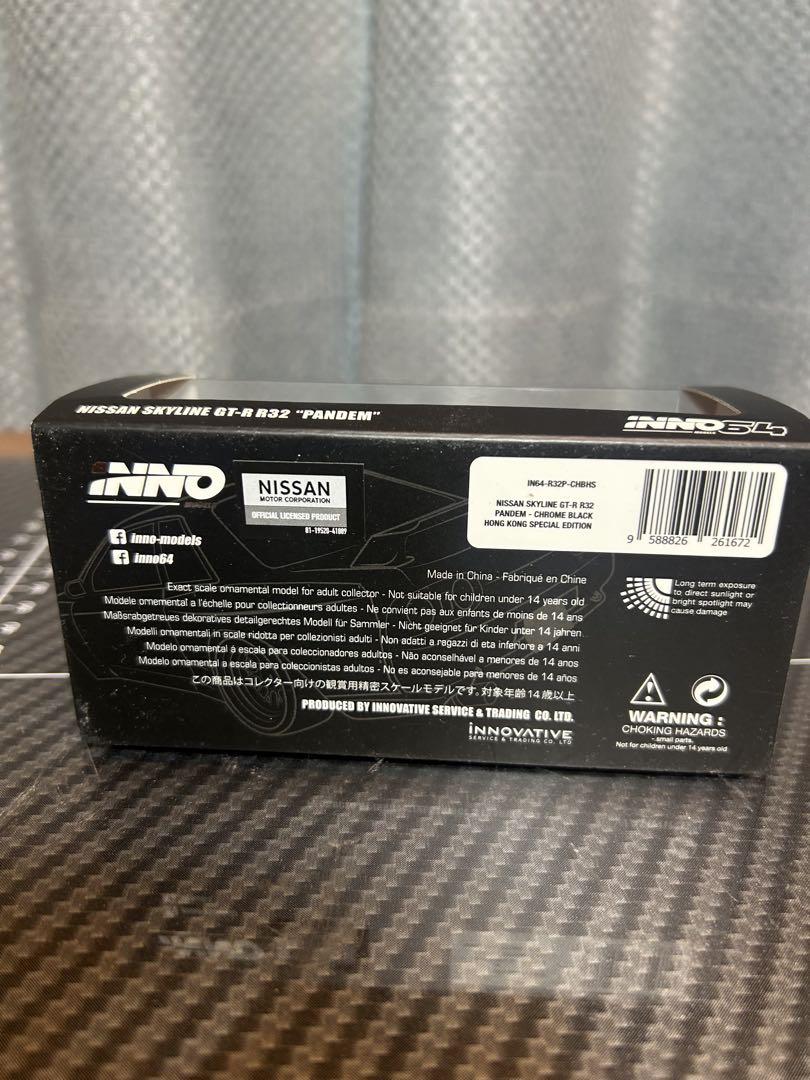 NISSAN SKYLINE GT-R R32 "PANDEM"
INNO64
MODELS
INNO
MODELS
NISSAN
MOTOR CORPORATION
OFFICIAL LICENSED PRODUCT
01-19520-41009
f inno-models
f inno64
IN64-R32P-CHBHS
NISSAN SKYLINE GT-R R32
PANDEM - CHROME BLACK
HONG KONG SPECIAL EDITION
9 588826 261672
Made in China - Fabriqué en Chine
Exact scale ornamental model for adult collector - Not suitable for children under 14 years old
Modele ornemental a l'échelle pour collectionneurs adultes - Ne convient pas aux enfants de moins de 14 ans
Maßsrabgetreues dekoratives detailgerechtes Modell für Sammler - Nicht geignet für Kinder unter 14 jahren
Modelli ornamentali in scale ridotta per collezionisti adulti - Non adatti a ragazzi di eta inferiore a 14 anni
Modelo ornamental á escala para coleccionadores adultos - Não aconselhável a menores de 14 anos
Modelo ornamental a escala para coleccionistas adultos - No es aconsejable para menores de 14 años
この商品はコレクター向けの観賞用精密スケールモデルです。対象年齢14歳以上
PRODUCED BY INNOVATIVE SERVICE & TRADING CO. LTD.
INNOVATIVE
SERVICE & TRADING CO. LTD
Long term exposure
to direct sunlight or
bright spotlight may
cause damage
WARNING :
CHOKING HAZARDS
- small parts.
Not for children under 14 years old
INNO